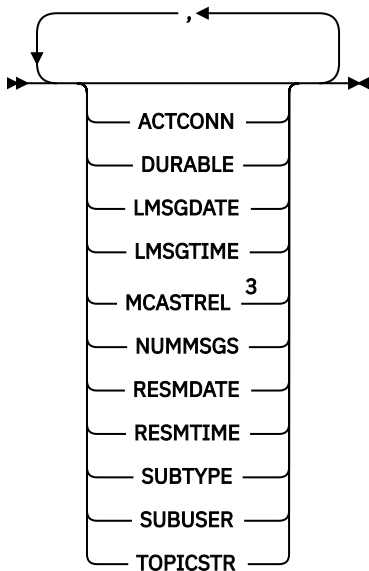 ,
ACTCONN
DURABLE
LMSGDATE
LMSGTIME
MCASTREL 3
NUMMSGS
RESMDATE
RESMTIME
SUBTYPE
SUBUSER
TOPICSTR